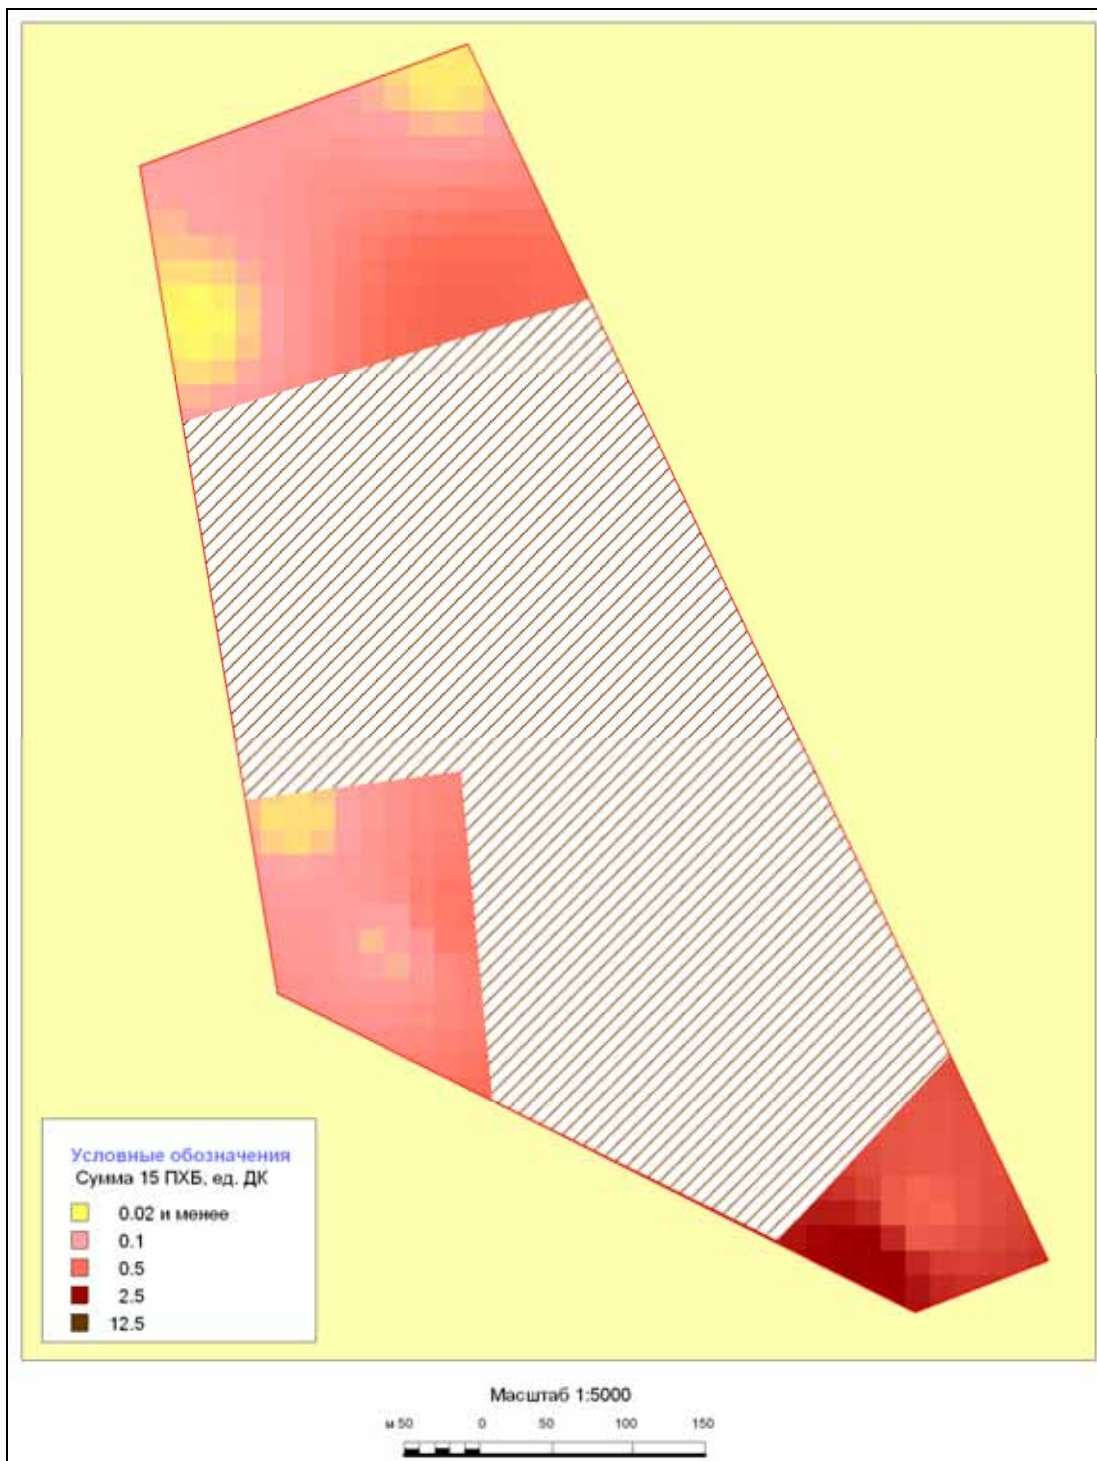 Условные обозначения
Сумма 15 ПХБ, ед. ДК
0.02 и менее
0.1
0.5
2.5
12.5
Масштаб 1:5000
м 50 0 50 100 150